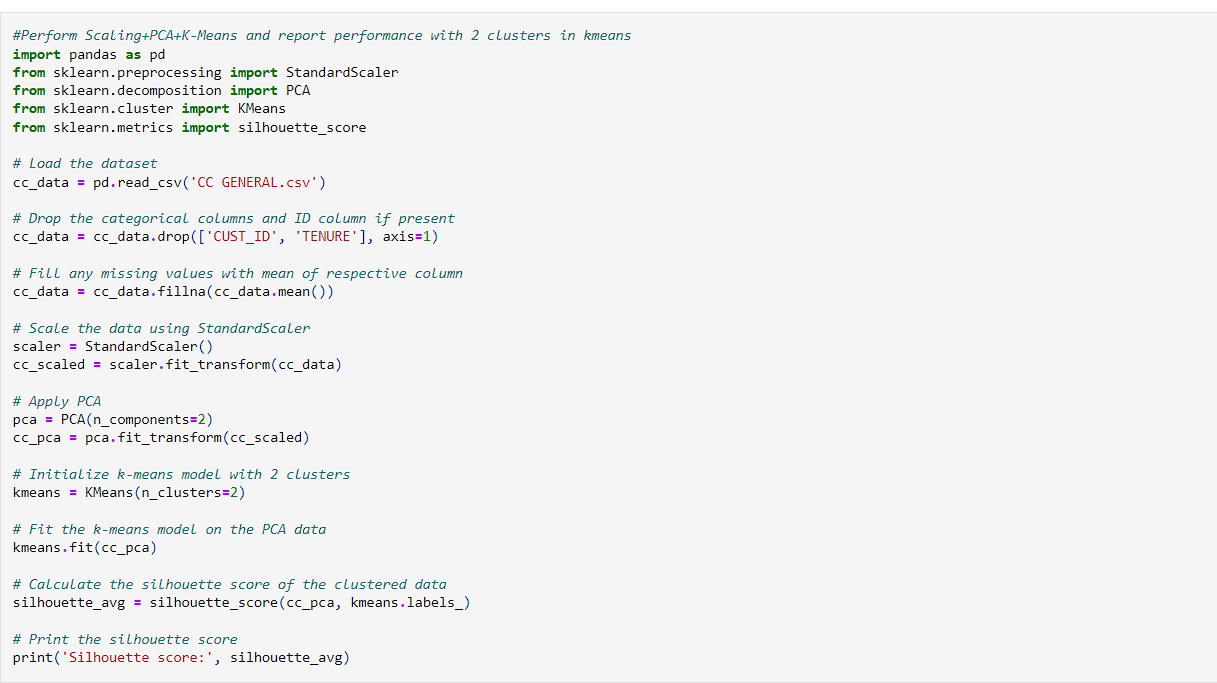 #Perform Scaling+PCA+K-Means and report performance with 2 clusters in kmeans
import pandas as pd
from sklearn.preprocessing import StandardScaler
from sklearn.decomposition import PCA
from sklearn.cluster import KMeans
from sklearn.metrics import silhouette_score

# Load the dataset
cc_data = pd.read_csv('CC GENERAL.csv')

# Drop the categorical columns and ID column if present
cc_data = cc_data.drop(['CUST_ID', 'TENURE'], axis=1)

# Fill any missing values with mean of respective column
cc_data = cc_data.fillna(cc_data.mean())

# Scale the data using StandardScaler
scaler = StandardScaler()
cc_scaled = scaler.fit_transform(cc_data)

# Apply PCA
pca = PCA(n_components=2)
cc_pca = pca.fit_transform(cc_scaled)

# Initialize k-means model with 2 clusters
kmeans = KMeans(n_clusters=2)

# Fit the k-means model on the PCA data
kmeans.fit(cc_pca)

# Calculate the silhouette score of the clustered data
silhouette_avg = silhouette_score(cc_pca, kmeans.labels_)

# Print the silhouette score
print('Silhouette score:', silhouette_avg)